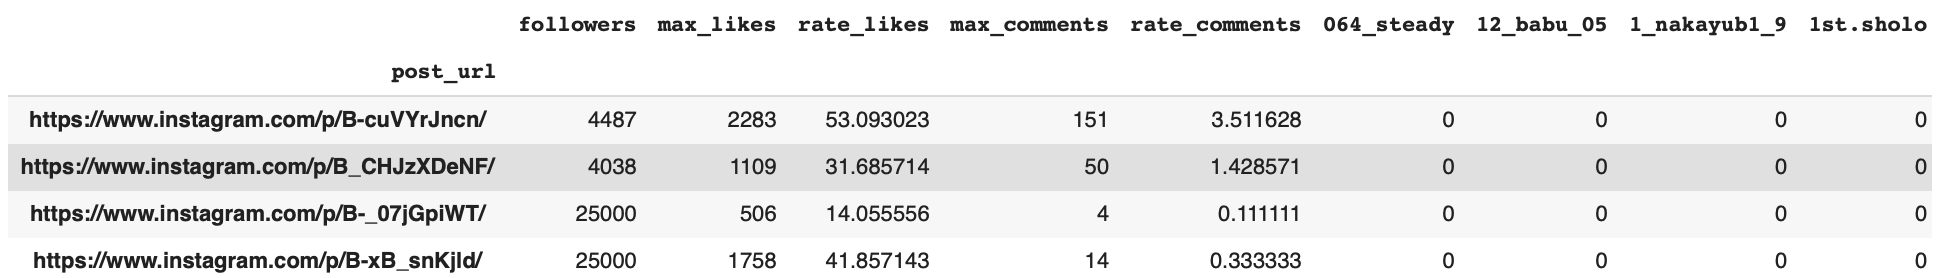 followers max_likes rate_likes max_comments rate_comments 064_steady 12_babu_05 1_nakayub1_9 1st.sholo
post_url
https://www.instagram.com/p/B-cuVYrJncn/ 4487 2283 53.093023 151 3.511628 0 0 0 0
https://www.instagram.com/p/B_CHJzXDeNF/ 4038 1109 31.685714 50 1.428571 0 0 0 0
https://www.instagram.com/p/B-_07jGpiWT/ 25000 506 14.055556 4 0.111111 0 0 0 0
https://www.instagram.com/p/B-xB_snKjld/ 25000 1758 41.857143 14 0.333333 0 0 0 0